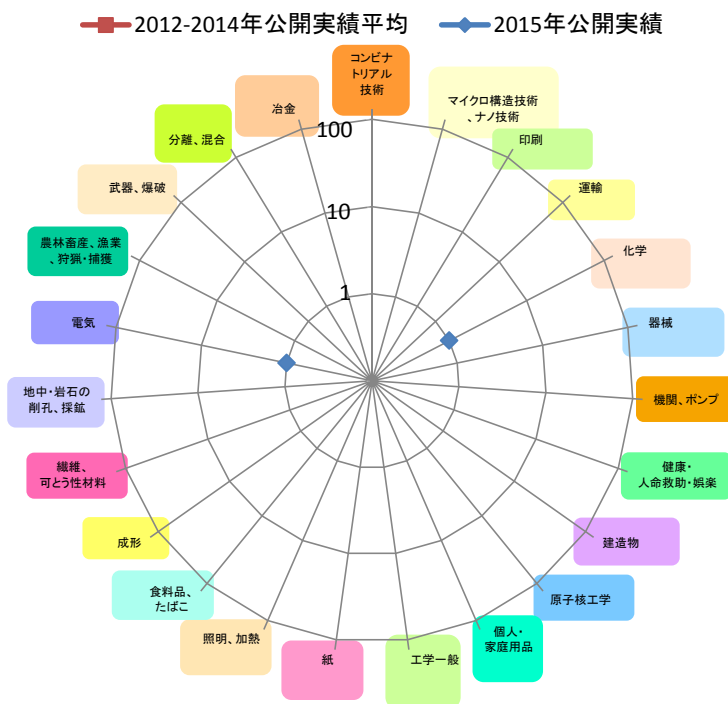 2012-2014年公開実績平均
2015年公開実績
コンビナ
トリアル
技術
マイクロ構造技術
、ナノ技術
印刷
運輸
化学
器械
機関、ポンプ
健康・
人命救助・娯楽
建造物
原子核工学
個人・
家庭用品
工学一般
紙
照明、加熱
食料品、
たばこ
成形
繊維、
可とう性材料
地中・岩石の
削孔、採鉱
電気
農林畜産、漁業
、狩猟・捕獲
武器、爆破
分離、混合
冶金
100
10
1